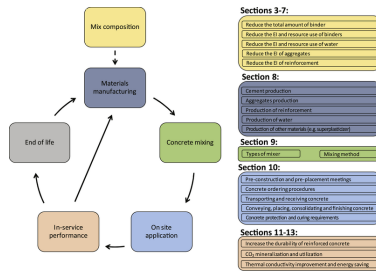 Mix composition
Materials
manufacturing
Concrete mixing
On site
application
In-service
performance
End of life
Sections 3-7:
Reduce the total amount of binder
Reduce the EI and resource use of binders
Reduce the EI and resource use of water
Reduce the EI of aggregates
Reduce the EI of reinforcement
Section 8:
Cement production
Aggregates production
Production of reinforcement
Production of water
Production of other materials (e.g. superplasticizer)
Section 9:
Types of mixer
Mixing method
Section 10:
Pre-construction and pre-placement meetings
Concrete ordering procedures
Transporting and receiving concrete
Conveying, placing, consolidating and finishing concrete
Concrete protection and curing requirements
Sections 11-13:
Increase the durability of reinforced concrete
CO₂ mineralization and utilization
Thermal conductivity improvement and energy saving